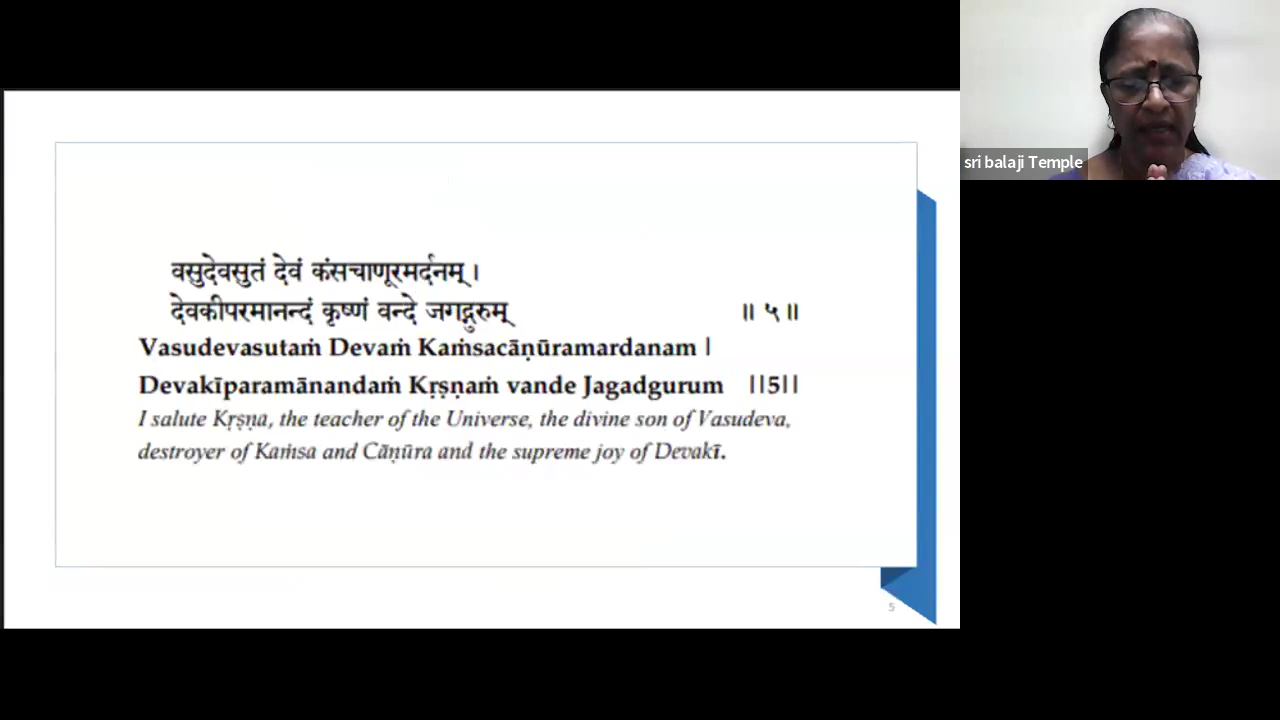 वसुदेवसुतं देवं कंसचाणूरमर्दनम् ।
देवकीपरमानन्दं कृष्णं वन्दे जगद्गुरुम् ॥ ५ ॥
Vasudevasutaṁ Devaṁ Kaṁsacāṇūramardanam |
Devakīparamānandaṁ Kṛṣṇaṁ vande Jagadgurum ||5||
I salute Kṛṣṇa, the teacher of the Universe, the divine son of Vasudeva,
destroyer of Kaṁsa and Cāṇūra and the supreme joy of Devakī.
5
sri balaji Temple